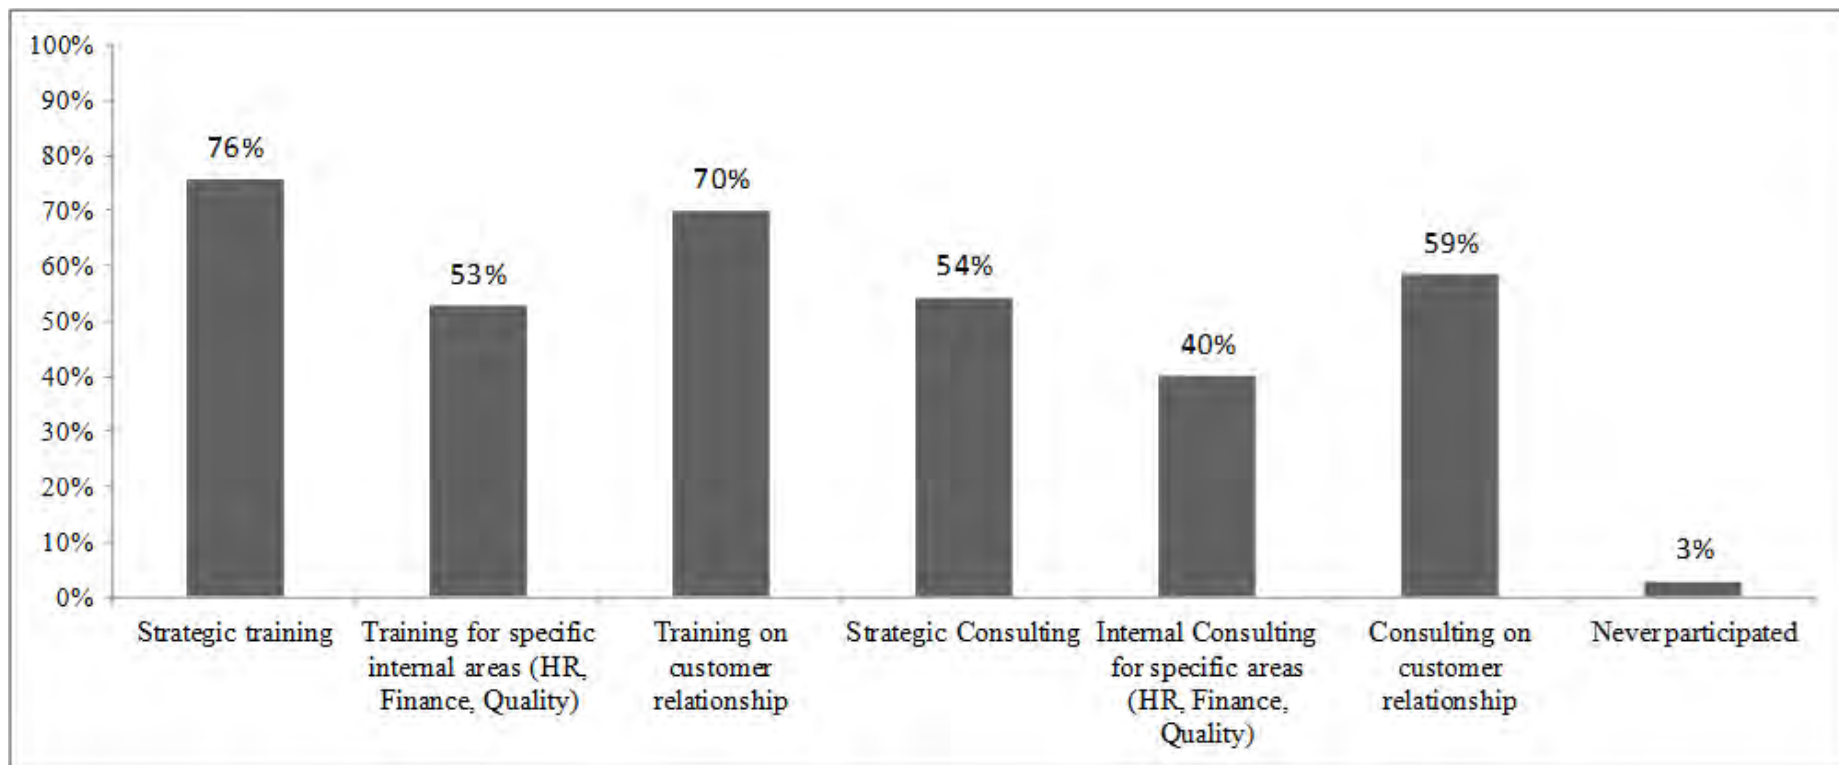 100%
90%
80%
70%
60%
50%
40%
30%
20%
10%
0%
76%
53%
70%
54%
40%
59%
3%
Strategic training
Training for specific
internal areas (HR,
Finance, Quality)
Training on
customer
relationship
Strategic Consulting
Internal Consulting
for specific areas
(HR, Finance,
Quality)
Consulting on
customer
relationship
Never participated